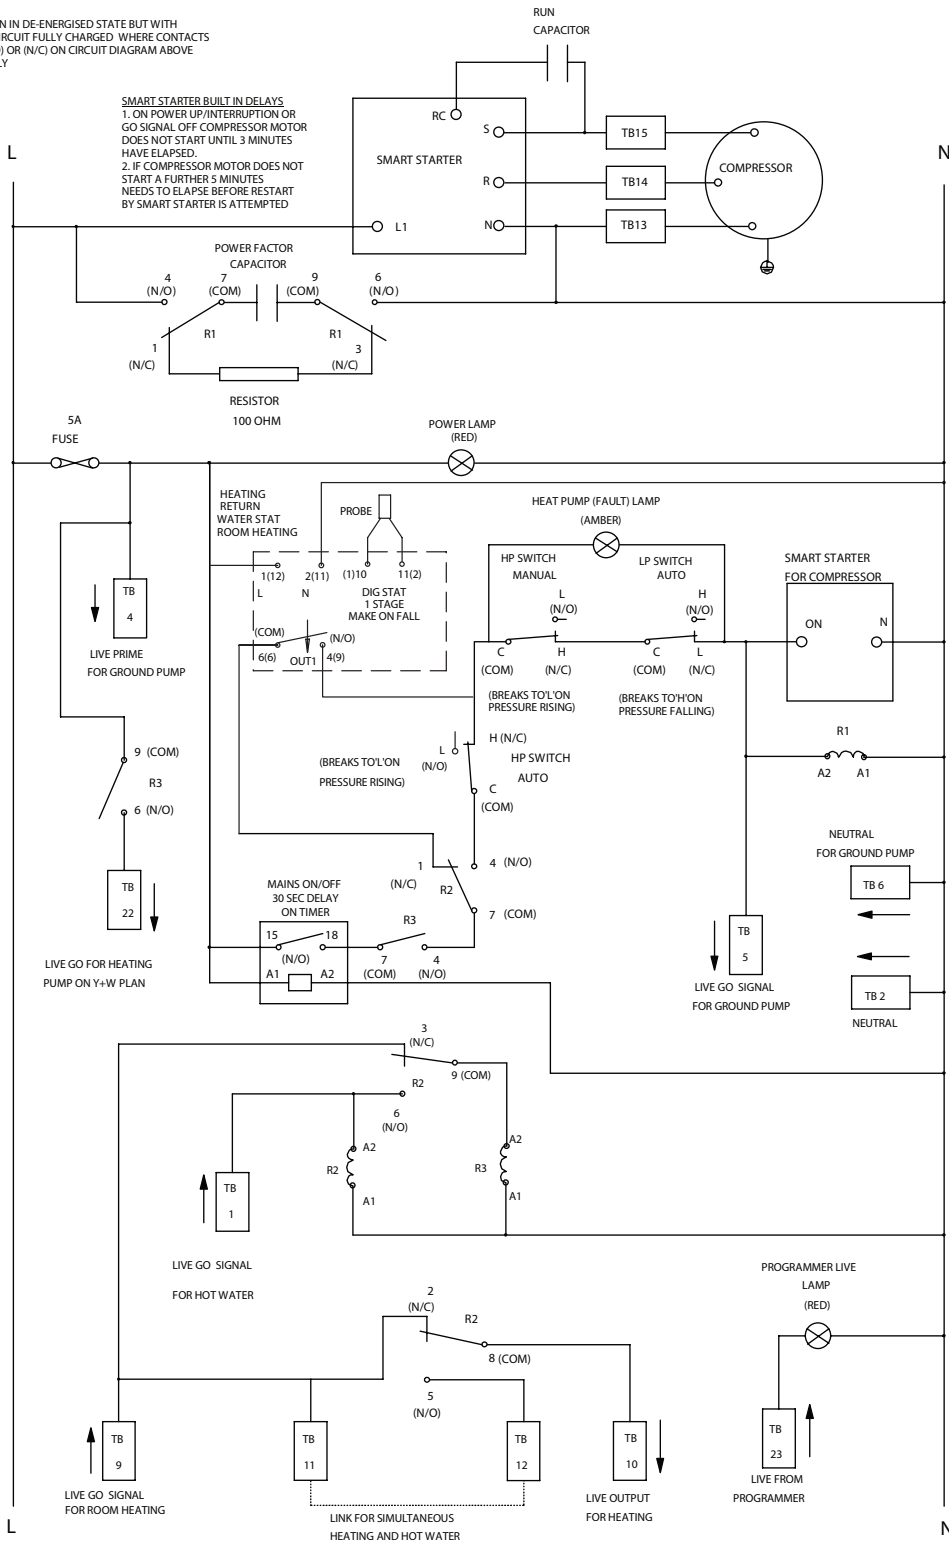 N IN DE-ENERGISED STATE BUT WITH
RCUIT FULLY CHARGED WHERE CONTACTS
) OR (N/C) ON CIRCUIT DIAGRAM ABOVE
LY
RUN
CAPACITOR
SMART STARTER BUILT IN DELAYS
1. ON POWER UP/INTERRUPTION OR
GO SIGNAL OFF COMPRESSOR MOTOR
DOES NOT START UNTIL 3 MINUTES
HAVE ELAPSED.
2. IF COMPRESSOR MOTOR DOES NOT
START A FURTHER 5 MINUTES
NEEDS TO ELAPSE BEFORE RESTART
BY SMART STARTER IS ATTEMPTED
L
N
RC
S
TB15
SMART STARTER
COMPRESSOR
R
TB14
L1
N
TB13
POWER FACTOR
CAPACITOR
4
(N/O)
7
(COM)
9
(COM)
6
(N/O)
R1
R1
1
(N/C)
3
(N/C)
RESISTOR
100 OHM
5A
FUSE
POWER LAMP
(RED)
HEATING
RETURN
WATER STAT
ROOM HEATING
PROBE
HEAT PUMP (FAULT) LAMP
(AMBER)
HP SWITCH
MANUAL
LP SWITCH
AUTO
SMART STARTER
FOR COMPRESSOR
1(12)
2(11)
(1)10
11(2)
L
N
DIG STAT
1 STAGE
MAKE ON FALL
L
(N/O)
H
(N/O)
ON
N
TB
4
(COM)
(N/O)
6(6)
OUT1
4(9)
C
(COM)
H
(N/C)
C
(COM)
L
(N/C)
LIVE PRIME
FOR GROUND PUMP
(BREAKS TO'L'ON
PRESSURE RISING)
(BREAKS TO'H'ON
PRESSURE FALLING)
R1
A2
A1
9 (COM)
R3
6 (N/O)
(BREAKS TO'L'ON
PRESSURE RISING)
L
(N/O)
H (N/C)
HP SWITCH
AUTO
C
(COM)
NEUTRAL
FOR GROUND PUMP
TB 6
1
(N/C)
R2
4 (N/O)
7 (COM)
TB
22
MAINS ON/OFF
30 SEC DELAY
ON TIMER
15
18
(N/O)
A1
A2
R3
7
(COM)
4
(N/O)
TB
5
LIVE GO FOR HEATING
PUMP ON Y+W PLAN
LIVE GO SIGNAL
FOR GROUND PUMP
TB 2
NEUTRAL
3
(N/C)
9 (COM)
R2
6
(N/O)
A2
R2
A1
A2
R3
A1
TB
1
LIVE GO SIGNAL
FOR HOT WATER
PROGRAMMER LIVE
LAMP
(RED)
2
(N/C)
R2
8 (COM)
5
(N/O)
TB
9
TB
11
TB
12
TB
10
TB
23
LIVE GO SIGNAL
FOR ROOM HEATING
LINK FOR SIMULTANEOUS
HEATING AND HOT WATER
LIVE OUTPUT
FOR HEATING
LIVE FROM
PROGRAMMER
L
N